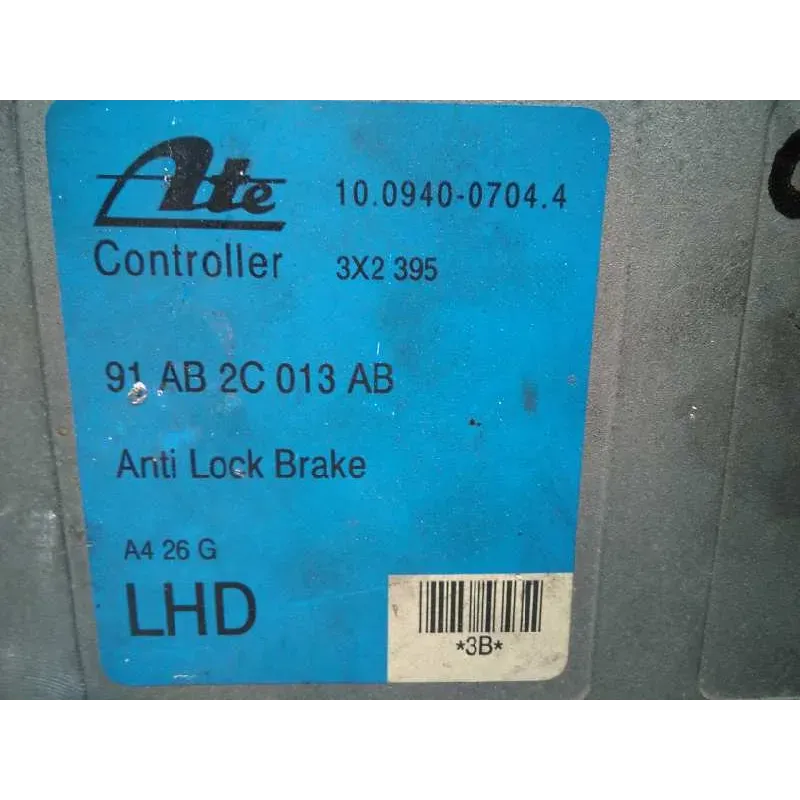 Ate 10.0940-0704.4
Controller 3X2 395
91 AB 2C 013 AB
Anti Lock Brake
A4 26 G
LHD
*3B*